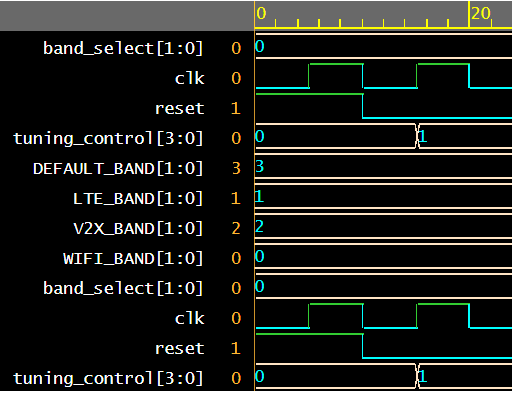 0 20
band_select[1:0] 0 0
clk 0
reset 1
tuning_control[3:0] 0 0 1
DEFAULT_BAND[1:0] 3 3
LTE_BAND[1:0] 1 1
V2X_BAND[1:0] 2 2
WIFI_BAND[1:0] 0 0
band_select[1:0] 0 0
clk 0
reset 1
tuning_control[3:0] 0 0 1